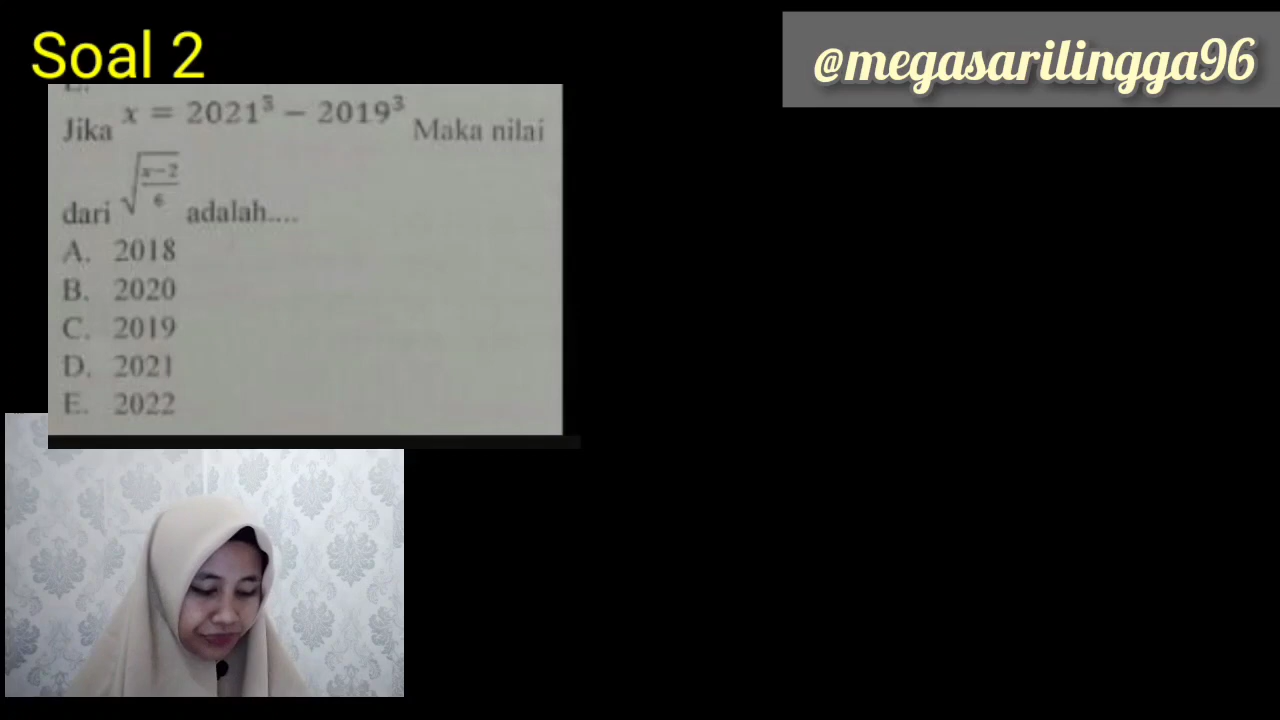 Soal 2
@megasarilingga96
Jika x = 2021³ − 2019³ Maka nilai
dari √((x−2)/6) adalah....
A. 2018
B. 2020
C. 2019
D. 2021
E. 2022